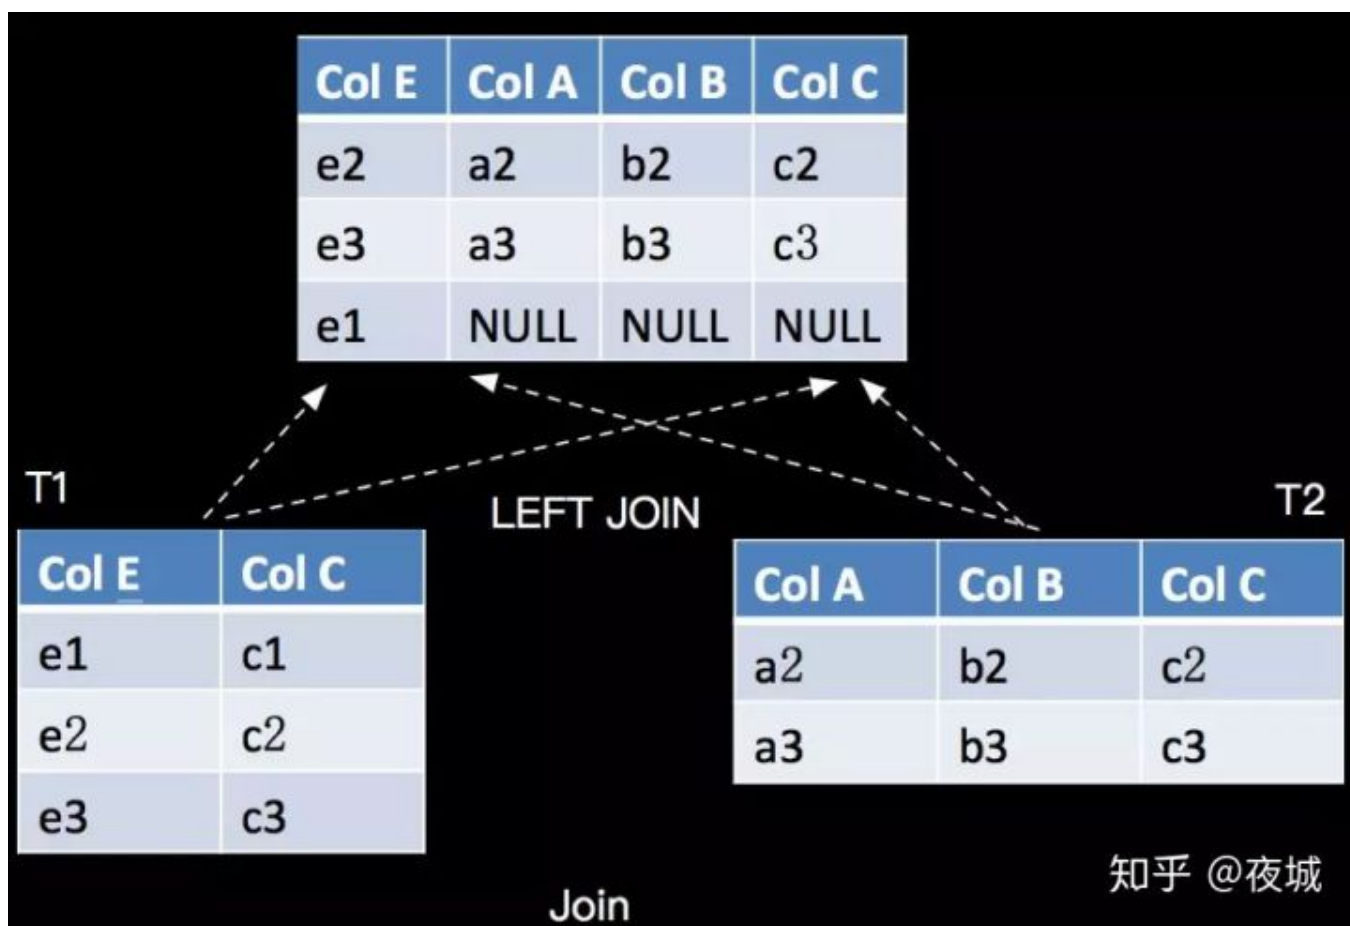 Col E Col A Col B Col C
e2 a2 b2 c2
e3 a3 b3 c3
e1 NULL NULL NULL
T1
LEFT JOIN
T2
Col E Col C
e1 c1
e2 c2
e3 c3
Col A Col B Col C
a2 b2 c2
a3 b3 c3
知乎 @夜城
Join